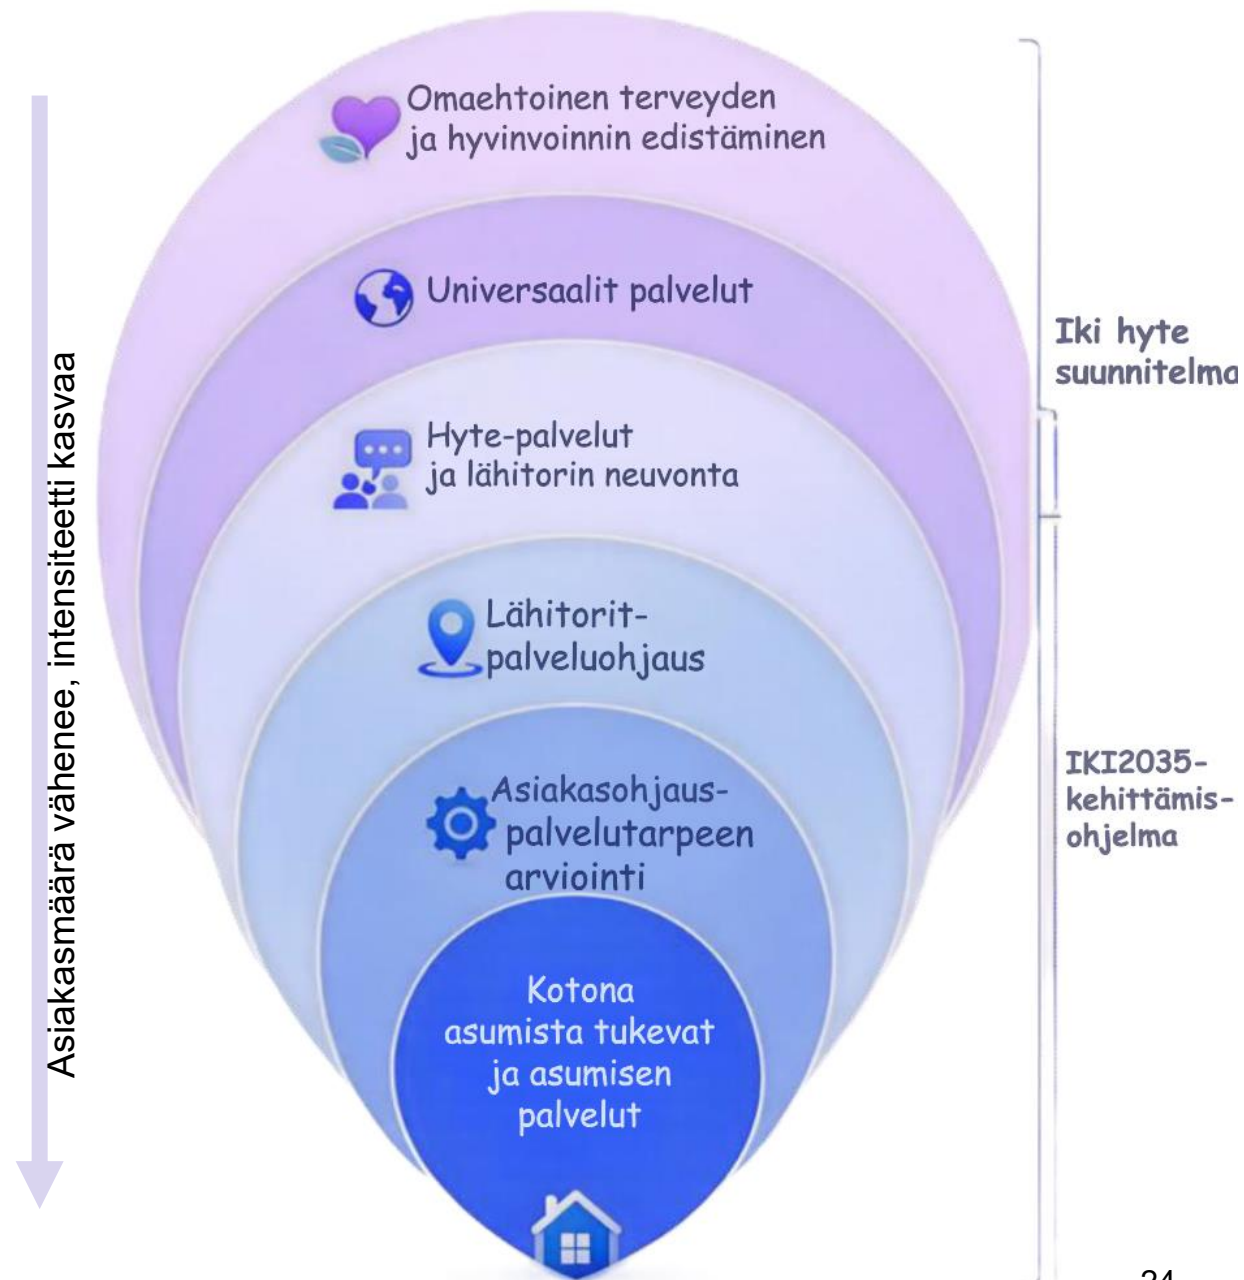 Asiakasmäärä vähenee, intensiteetti kasvaa
Omaehtoinen terveyden
ja hyvinvoinnin edistäminen
Universaalit palvelut
Hyte-palvelut
ja lähitorin neuvonta
Lähitorit-
palveluohjaus
Asiakasohjaus-
palvelutarpeen
arviointi
Kotona
asumista tukevat
ja asumisen
palvelut
Iki hyte
suunnitelma
IKI2035-
kehittämis-
ohjelma
24